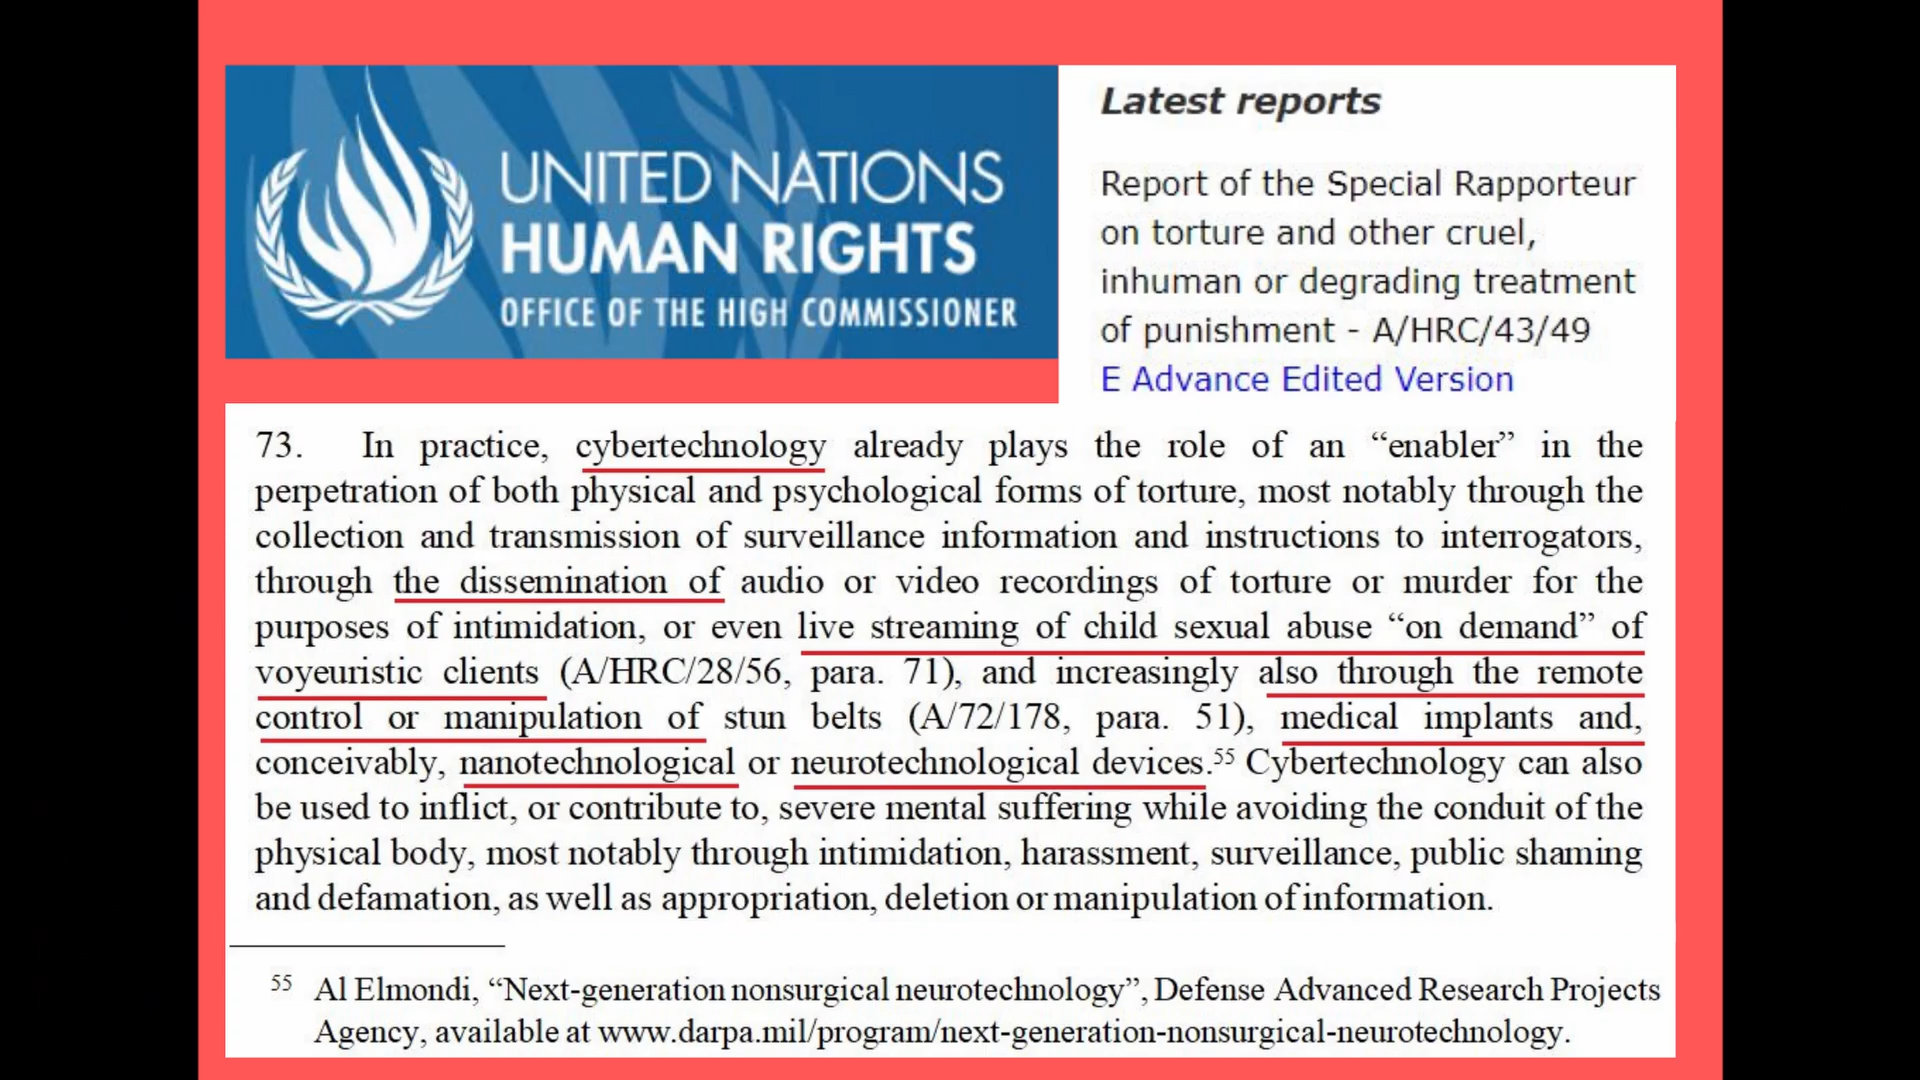 UNITED NATIONS
HUMAN RIGHTS
OFFICE OF THE HIGH COMMISSIONER
Latest reports
Report of the Special Rapporteur
on torture and other cruel,
inhuman or degrading treatment
of punishment - A/HRC/43/49
E Advance Edited Version
73. In practice, cybertechnology already plays the role of an “enabler” in the
perpetration of both physical and psychological forms of torture, most notably through the
collection and transmission of surveillance information and instructions to interrogators,
through the dissemination of audio or video recordings of torture or murder for the
purposes of intimidation, or even live streaming of child sexual abuse “on demand” of
voyeuristic clients (A/HRC/28/56, para. 71), and increasingly also through the remote
control or manipulation of stun belts (A/72/178, para. 51), medical implants and,
conceivably, nanotechnological or neurotechnological devices.55 Cybertechnology can also
be used to inflict, or contribute to, severe mental suffering while avoiding the conduit of the
physical body, most notably through intimidation, harassment, surveillance, public shaming
and defamation, as well as appropriation, deletion or manipulation of information.
55 Al Elmondi, “Next-generation nonsurgical neurotechnology”, Defense Advanced Research Projects
Agency, available at www.darpa.mil/program/next-generation-nonsurgical-neurotechnology.